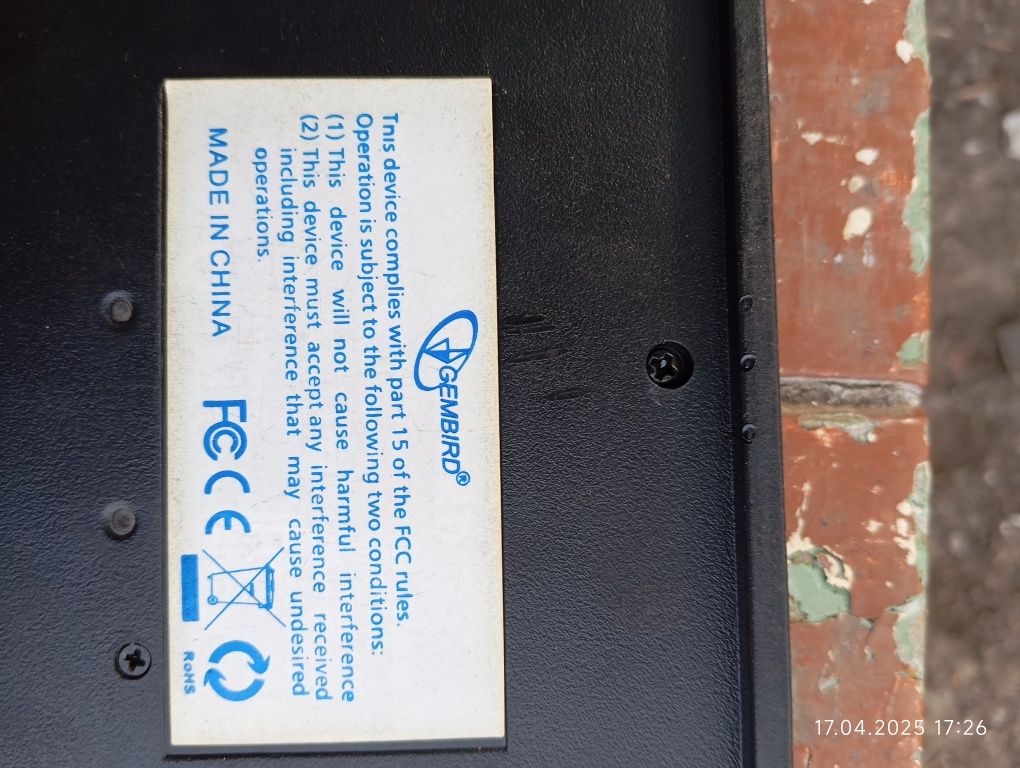 GEMBIRD®
This device complies with part 15 of the FCC rules.
Operation is subject to the following two conditions:
(1) This device will not cause harmful interference
(2) This device must accept any interference received
including interference that may cause undesired
operations.
MADE IN CHINA
FC CE
RoHS
17.04.2025 17:26